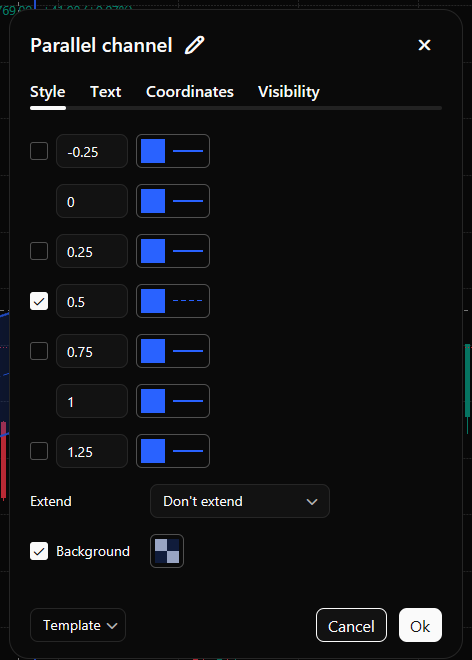 Parallel channel
Style Text Coordinates Visibility
-0.25
0
0.25
0.5
0.75
1
1.25
Extend Don't extend
Background
Template Cancel Ok